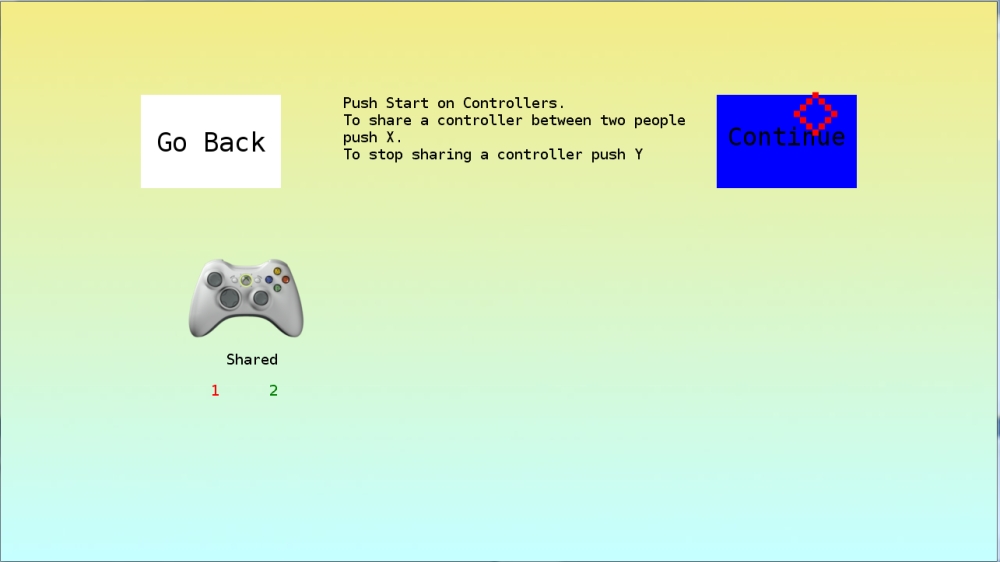 Go Back
Push Start on Controllers.
To share a controller between two people
push X.
To stop sharing a controller push Y
Continue
Shared
1 2